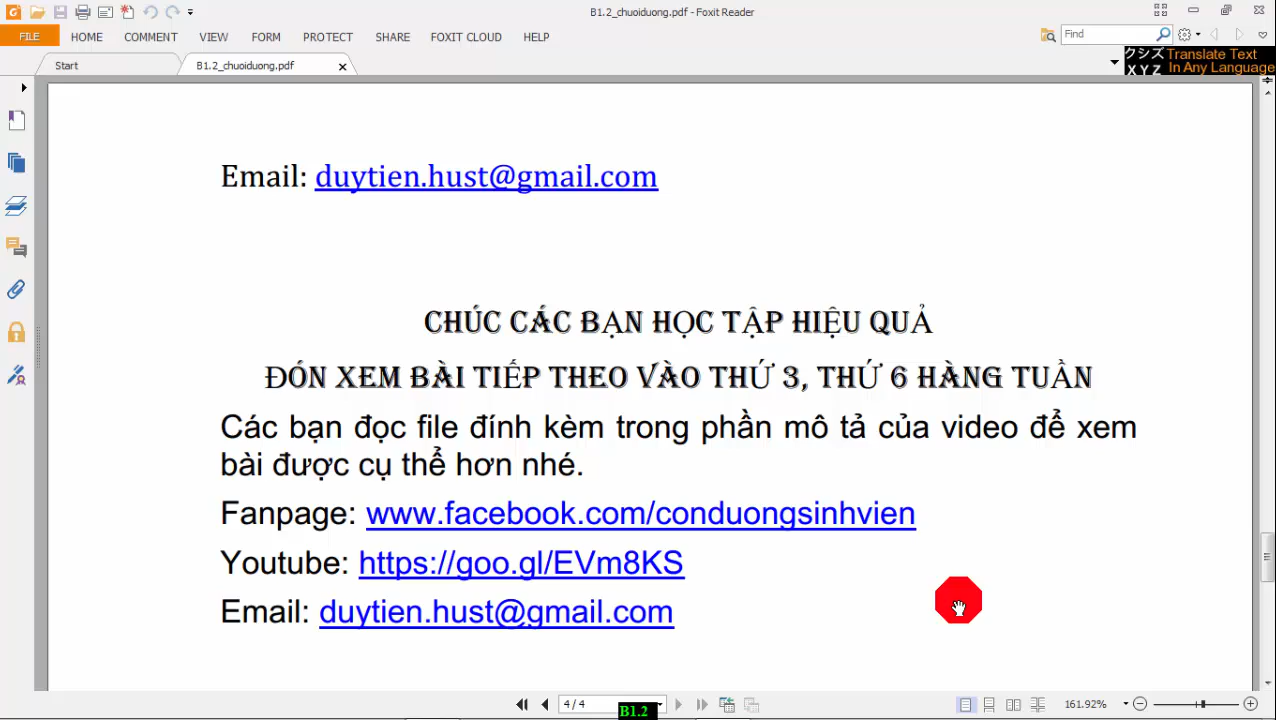 B1.2_chuoiduong.pdf - Foxit Reader
FILE HOME COMMENT VIEW FORM PROTECT SHARE FOXIT CLOUD HELP
Find
Start B1.2_chuoiduong.pdf
クシズ Translate Text
XYZ In Any Language
Email: duytien.hust@gmail.com
CHÚC CÁC BẠN HỌC TẬP HIỆU QUẢ
ĐÓN XEM BÀI TIẾP THEO VÀO THỨ 3, THỨ 6 HÀNG TUẦN
Các bạn đọc file đính kèm trong phần mô tả của video để xem
bài được cụ thể hơn nhé.
Fanpage: www.facebook.com/conduongsinhvien
Youtube: https://goo.gl/EVm8KS
Email: duytien.hust@gmail.com
4 / 4
161.92%
B1.2